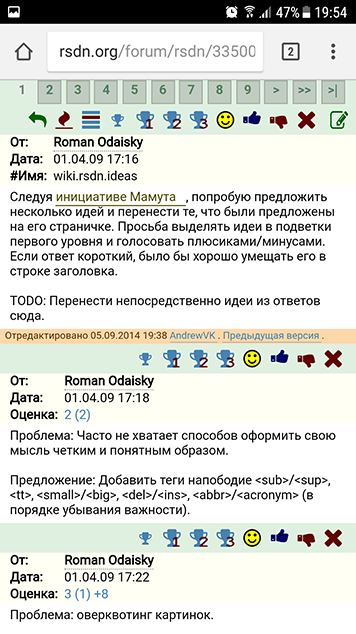 47% 19:54
rsdn.org/forum/rsdn/33500 2
1 2 3 4 5 6 7 8 9 > >> >|
1 2 3
От: Roman Odaisky
Дата: 01.04.09 17:16
#Имя: wiki.rsdn.ideas
Следуя инициативе Мамута , попробую предложить
несколько идей и перенести те, что были предложены
на его страничке. Просьба выделять идеи в подветки
первого уровня и голосовать плюсиками/минусами.
Если ответ короткий, было бы хорошо умещать его в
строке заголовка.
TODO: Перенести непосредственно идеи из ответов
сюда.
Отредактировано 05.09.2014 19:38 AndrewVK . Предыдущая версия .
1 2 3
От: Roman Odaisky
Дата: 01.04.09 17:18
Оценка: 2 (2)
Проблема: Часто не хватает способов оформить свою
мысль четким и понятным образом.
Предложение: Добавить теги напободие <sub>/<sup>,
<tt>, <small>/<big>, <del>/<ins>, <abbr>/<acronym> (в
порядке убывания важности).
1 2 3
От: Roman Odaisky
Дата: 01.04.09 17:22
Оценка: 3 (1) +8
Проблема: оверквотинг картинок.